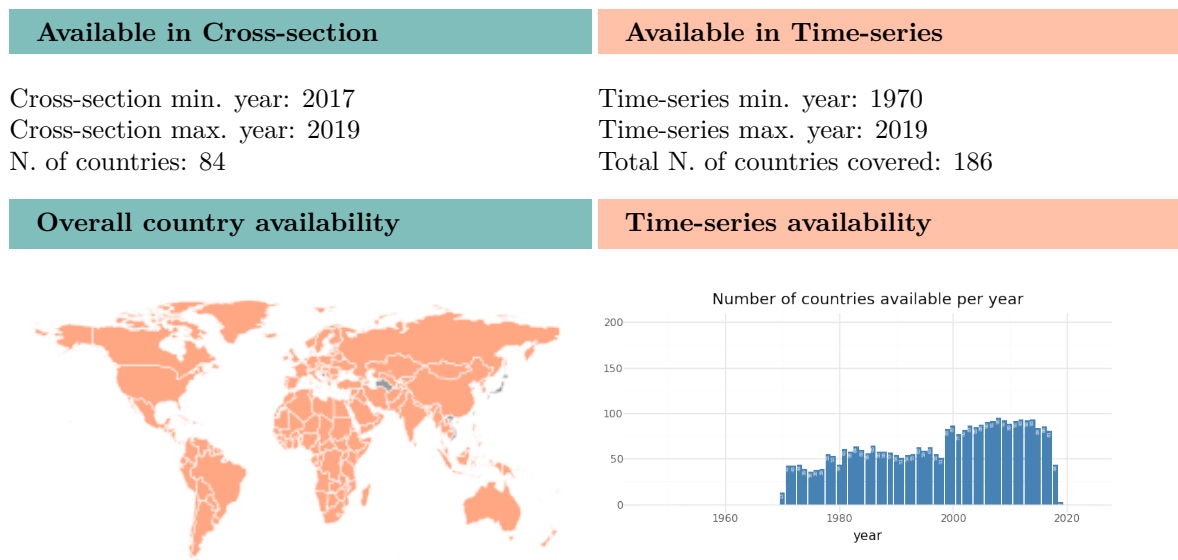 Available in Cross-section
Available in Time-series
Cross-section min. year: 2017
Cross-section max. year: 2019
N. of countries: 84
Time-series min. year: 1970
Time-series max. year: 2019
Total N. of countries covered: 186
Overall country availability
Time-series availability
Number of countries available per year
200
150
100
50
0
1960
1980
2000
2020
year